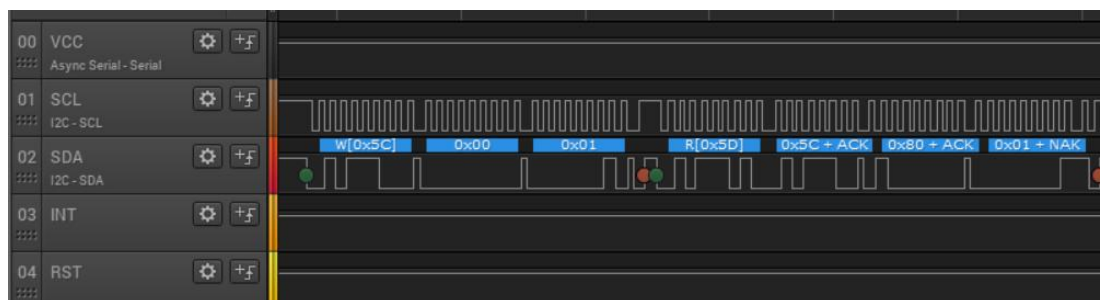 00 VCC
Async Serial - Serial
01 SCL
I2C - SCL
W[0x5C] 0x00 0x01 R[0x5D] 0x5C + ACK 0x80 + ACK 0x01 + NAK
02 SDA
I2C - SDA
03 INT
04 RST